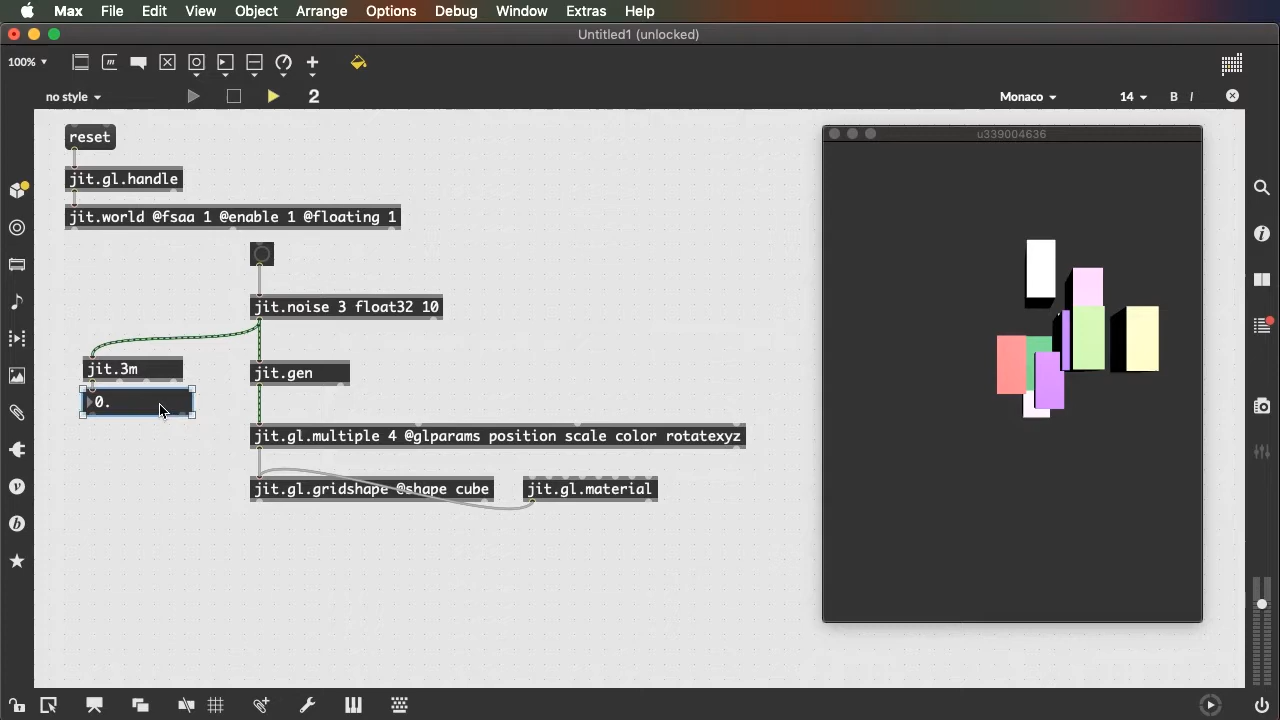 Max File Edit View Object Arrange Options Debug Window Extras Help
Untitled1 (unlocked)
100%
no style
2
Monaco
14
B I
reset
u339004636
jit.gl.handle
jit.world @fsaa 1 @enable 1 @floating 1
jit.noise 3 float32 10
jit.3m
jit.gen
0.
jit.gl.multiple 4 @glparams position scale color rotatexyz
jit.gl.gridshape @shape cube
jit.gl.material